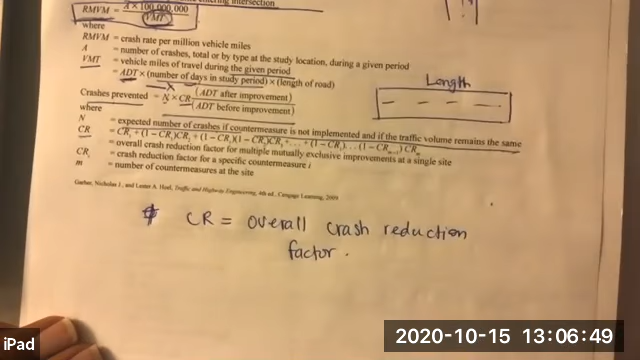 RMVM = A × 100,000,000
VMT
where
RMVM = crash rate per million vehicle miles
A = number of crashes, total or by type at the study location, during a given period
VMT = vehicle miles of travel during the given period
= ADT × (number of days in study period) × (length of road)
Length
Crashes prevented = N × CR (ADT after improvement)
(ADT before improvement)
where
N = expected number of crashes if countermeasure is not implemented and if the traffic volume remains the same
CR = CR₁ + (1 – CR₁)CR₂ + (1 – CR₁)(1 – CR₂)CR₃ + . . . + (1 – CR₁). . .(1 – CRₘ₋₁) CRₘ
= overall crash reduction factor for multiple mutually exclusive improvements at a single site
CRᵢ = crash reduction factor for a specific countermeasure i
m = number of countermeasures at the site
Garber, Nicholas J., and Lester A. Hoel, Traffic and Highway Engineering, 4th ed., Cengage Learning, 2009
CR = overall crash reduction
factor.
iPad
2020-10-15 13:06:49